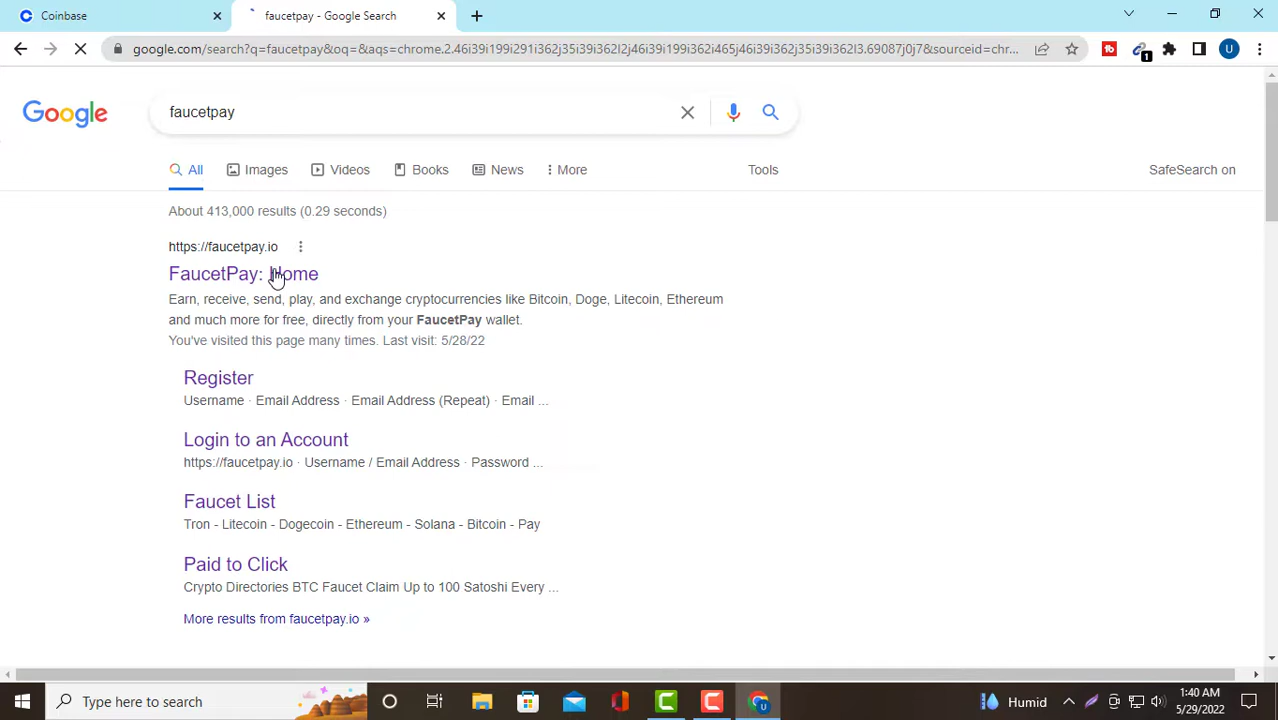 Coinbase
faucetpay - Google Search
google.com/search?q=faucetpay&oq=&aqs=chrome.2.46i39i199i291i362j35i39i362l2j46i39i199i362i465j46i39i362j35i39i362l3.69087j0j7&sourceid=chr...
1
U
Google
faucetpay
All
Images
Videos
Books
News
More
Tools
SafeSearch on
About 413,000 results (0.29 seconds)
https://faucetpay.io
FaucetPay: Home
Earn, receive, send, play, and exchange cryptocurrencies like Bitcoin, Doge, Litecoin, Ethereum
and much more for free, directly from your FaucetPay wallet.
You've visited this page many times. Last visit: 5/28/22
Register
Username · Email Address · Email Address (Repeat) · Email ...
Login to an Account
https://faucetpay.io · Username / Email Address · Password ...
Faucet List
Tron - Litecoin - Dogecoin - Ethereum - Solana - Bitcoin - Pay
Paid to Click
Crypto Directories BTC Faucet Claim Up to 100 Satoshi Every ...
More results from faucetpay.io »
Type here to search
Humid
1:40 AM
5/29/2022